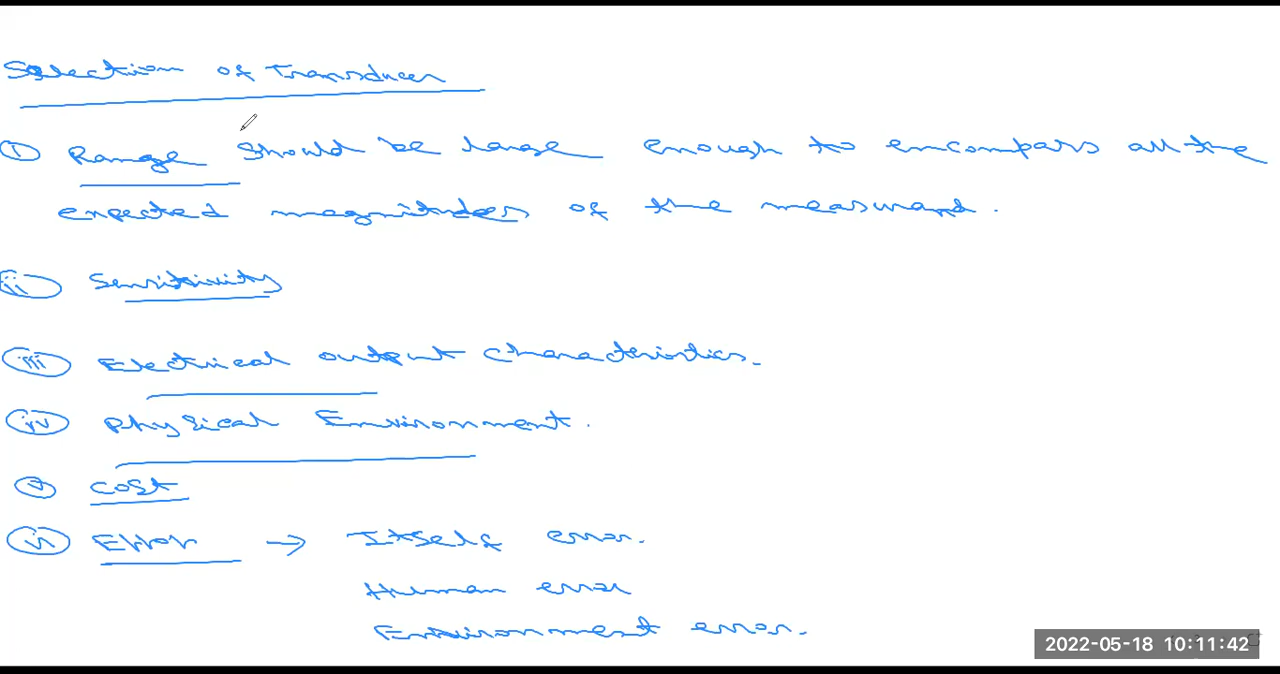 Selection of Transducer
(i) Range should be large enough to encompass all the
expected magnitudes of the measurand.
(ii) Sensitivity
(iii) Electrical output characteristics.
(iv) Physical Environment.
(v) Cost
(vi) Error → Itself error.
Human error
Environment error.
2022-05-18 10:11:42